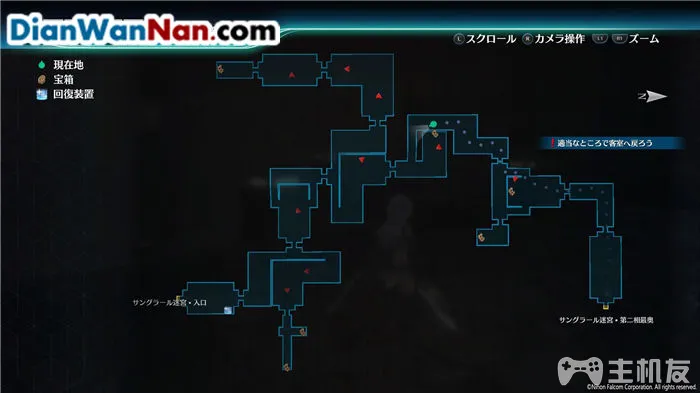 DianWanNan.com
Ⓛスクロール Ⓡカメラ操作 L1 R1 ズーム
現在地
宝箱
回復装置
N
適当なところで客室へ戻ろう
サングラール迷宮・入口
サングラール迷宮・第二相最奥
主机友
©Nihon Falcom Corporation. All rights reserved.